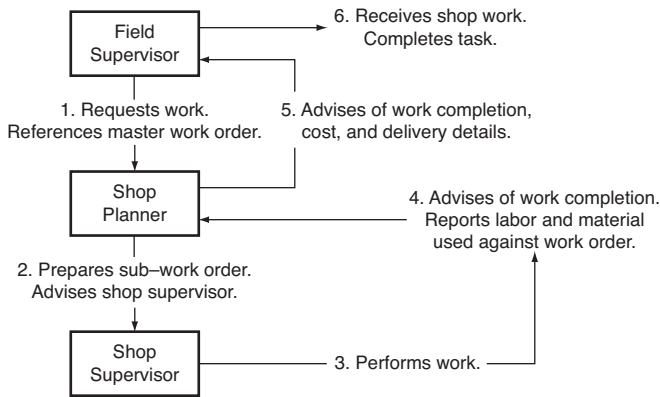 Field
Supervisor
6. Receives shop work.
Completes task.
1. Requests work.
References master work order.
5. Advises of work completion,
cost, and delivery details.
Shop
Planner
4. Advises of work completion.
Reports labor and material
used against work order.
2. Prepares sub–work order.
Advises shop supervisor.
Shop
Supervisor
3. Performs work.